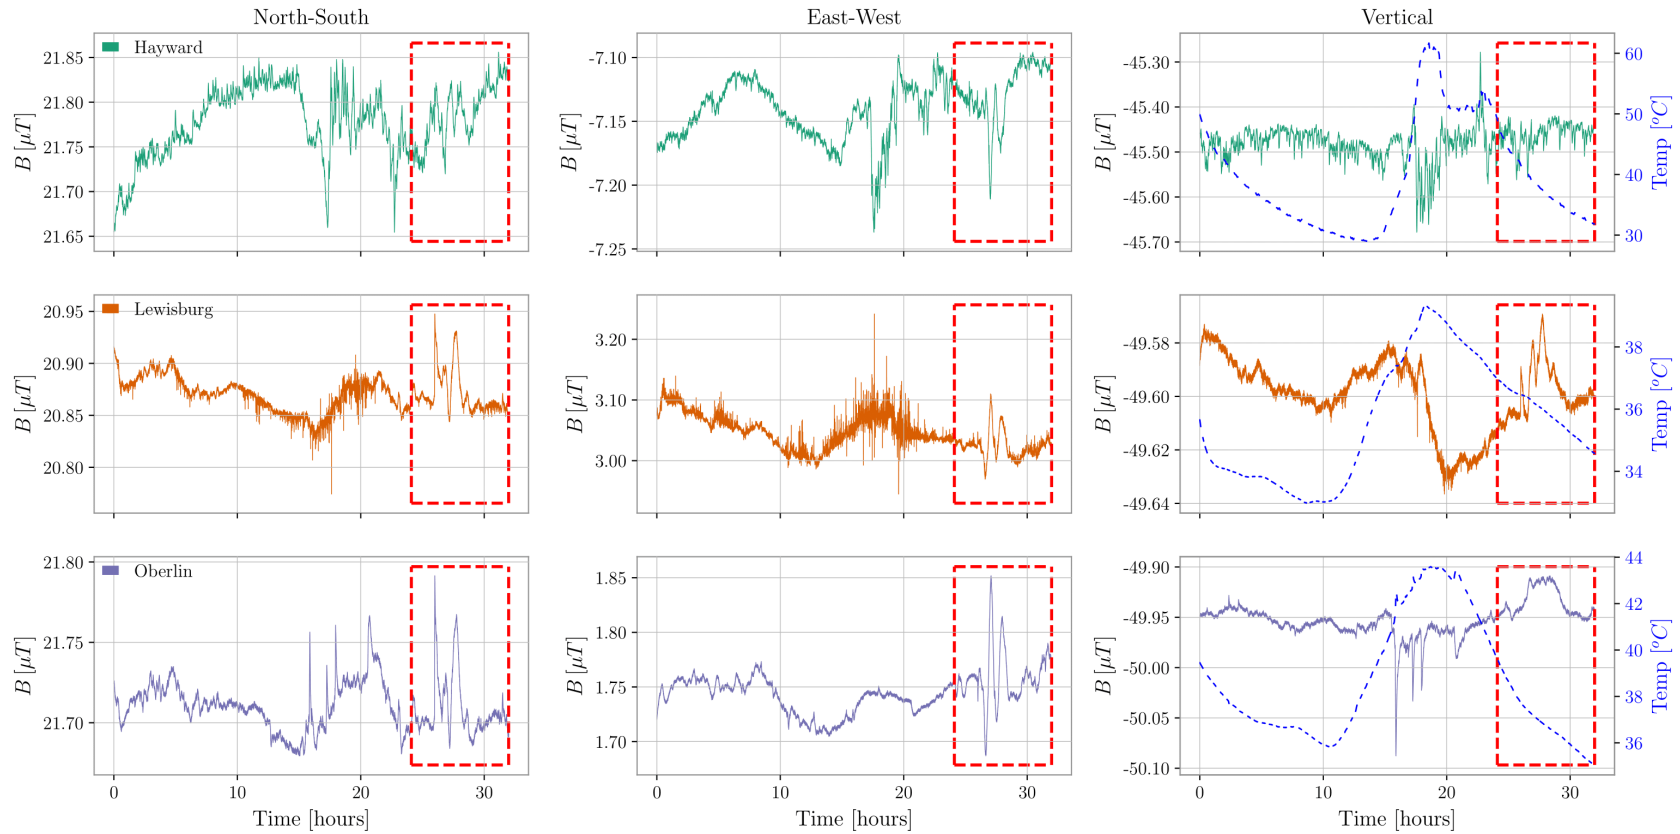 North-South
East-West
Vertical
Hayward
B [μT]
21.85
21.80
21.75
21.70
21.65
B [μT]
-7.10
-7.15
-7.20
-7.25
B [μT]
-45.30
-45.40
-45.50
-45.60
-45.70
60
50
40
30
Temp [°C]
Lewisburg
B [μT]
20.95
20.90
20.85
20.80
B [μT]
3.20
3.10
3.00
B [μT]
-49.58
-49.60
-49.62
-49.64
38
36
34
Temp [°C]
Oberlin
B [μT]
21.80
21.75
21.70
B [μT]
1.85
1.80
1.75
1.70
B [μT]
-49.90
-49.95
-50.00
-50.05
-50.10
44
42
40
38
36
Temp [°C]
0 10 20 30
0 10 20 30
0 10 20 30
Time [hours]
Time [hours]
Time [hours]